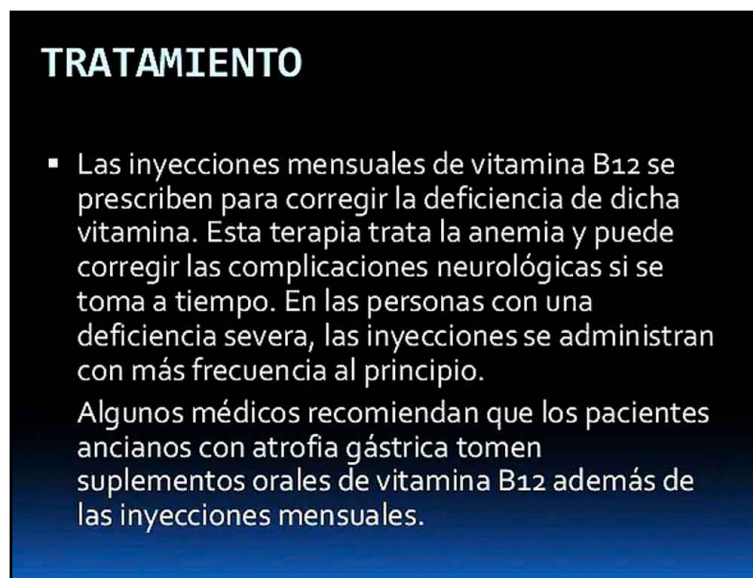 TRATAMIENTO
▪ Las inyecciones mensuales de vitamina B12 se
prescriben para corregir la deficiencia de dicha
vitamina. Esta terapia trata la anemia y puede
corregir las complicaciones neurológicas si se
toma a tiempo. En las personas con una
deficiencia severa, las inyecciones se administran
con más frecuencia al principio.
Algunos médicos recomiendan que los pacientes
ancianos con atrofia gástrica tomen
suplementos orales de vitamina B12 además de
las inyecciones mensuales.